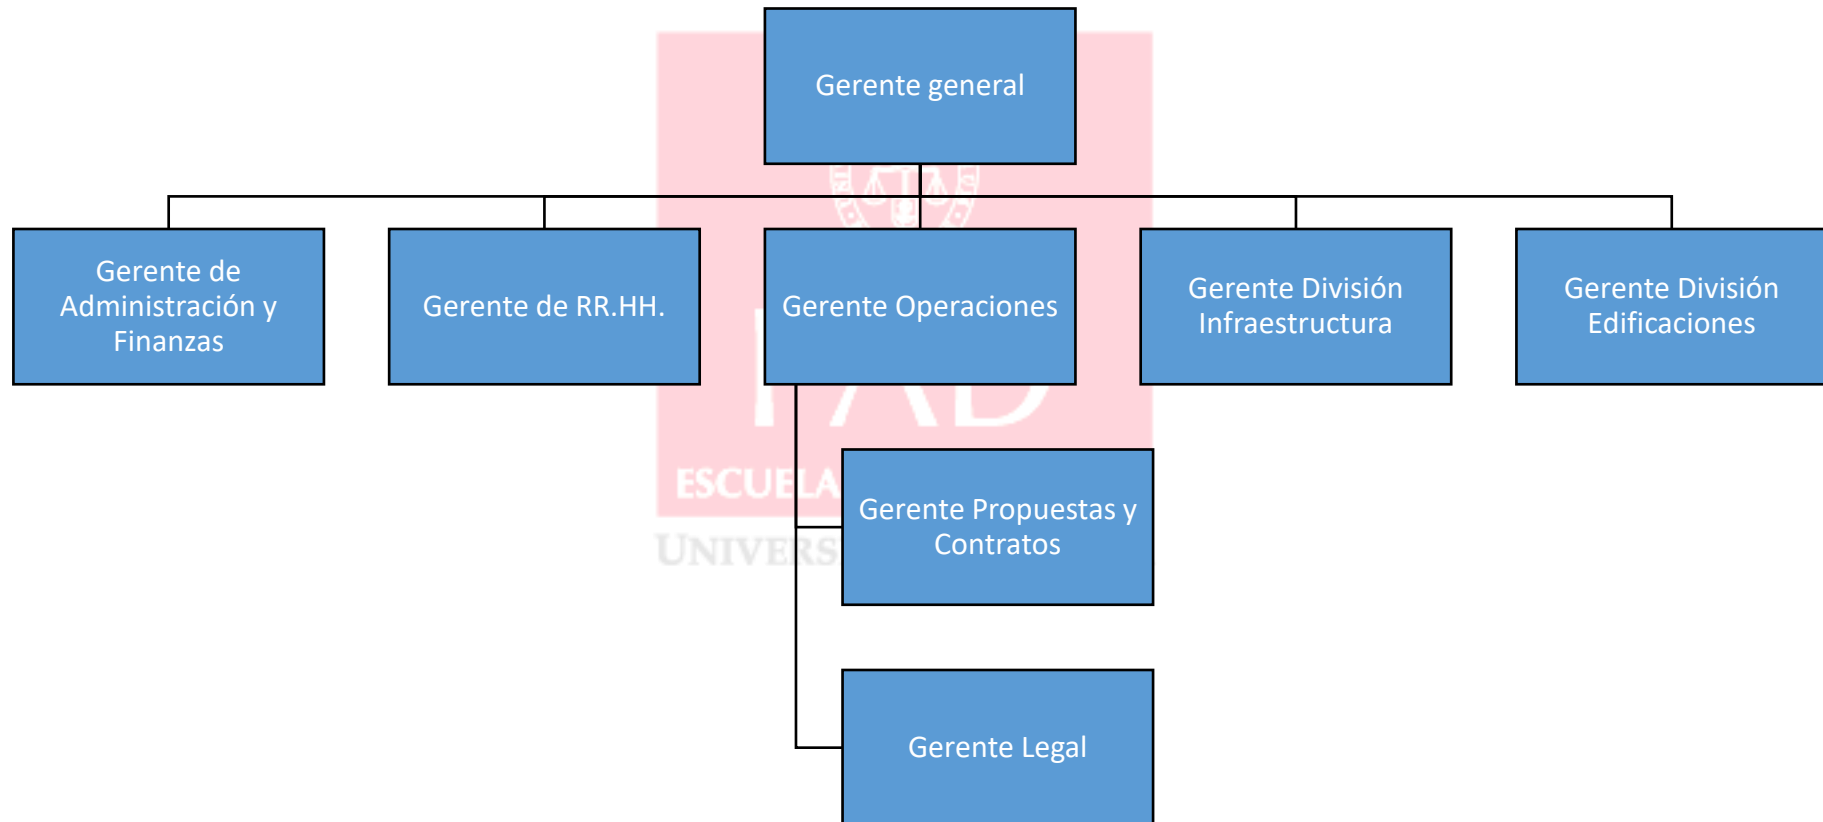 Gerente general
Gerente de
Administración y
Finanzas
Gerente de RR.HH.
Gerente Operaciones
Gerente División
Infraestructura
Gerente División
Edificaciones
ESCUELA
Gerente Propuestas y
Contratos
Gerente Legal